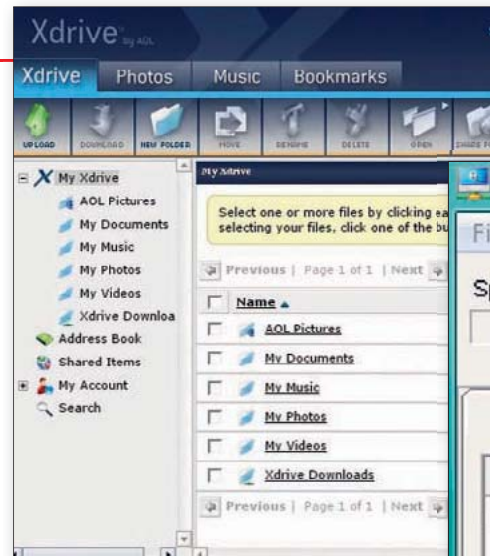 Xdrive by AOL
Xdrive Photos Music Bookmarks
UPLOAD DOWNLOAD NEW FOLDER MOVE RENAME DELETE OPEN
My Xdrive
AOL Pictures
My Documents
My Music
My Photos
My Videos
Xdrive Downloa
Address Book
Shared Items
My Account
Search
My Xdrive
Select one or more files by clicking ea
selecting your files, click one of the bu
Previous | Page 1 of 1 | Next
Name
AOL Pictures
My Documents
My Music
My Photos
My Videos
Xdrive Downloads
Previous | Page 1 of 1 | Next
Fi
Sp